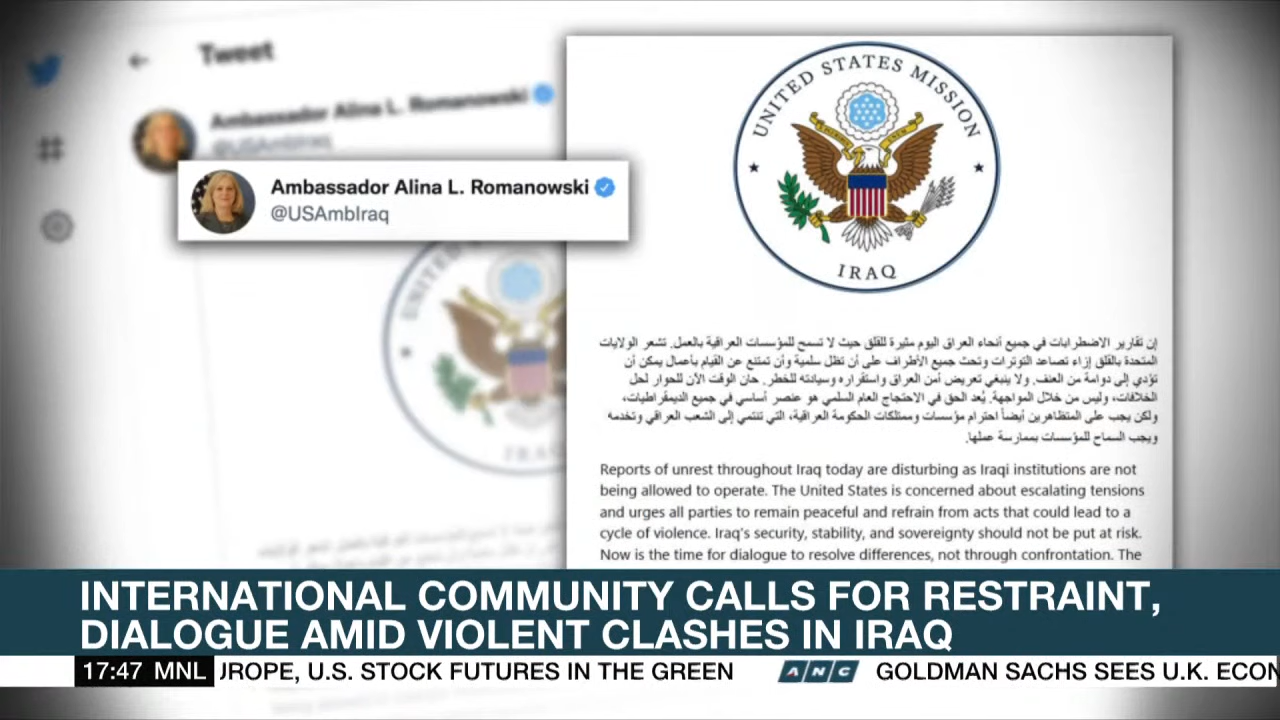 Tweet
Ambassador Alina L. Romanowski
@USAmbIraq
Ambassador Alina L. Romanowski
@USAmbIraq
UNITED STATES MISSION
IRAQ
إن تقارير الاضطرابات في جميع أنحاء العراق اليوم مثيرة للقلق حيث لا تسمح للمؤسسات العراقية بالعمل. تشعر الولايات
المتحدة بالقلق إزاء تصاعد التوترات وتحث جميع الأطراف على أن تظل سلمية وأن تمتنع عن القيام بأعمال يمكن أن
تؤدي إلى دوامة من العنف. ولا ينبغي تعريض أمن العراق واستقراره وسيادته للخطر. حان الوقت الآن للحوار لحل
الخلافات، وليس من خلال المواجهة. يُعد الحق في الاحتجاج العام السلمي هو عنصر أساسي في جميع الديمقراطيات،
ولكن يجب على المتظاهرين أيضاً احترام مؤسسات وممتلكات الحكومة العراقية، التي تنتمي إلى الشعب العراقي وتخدمه
ويجب السماح للمؤسسات بممارسة عملها.
Reports of unrest throughout Iraq today are disturbing as Iraqi institutions are not
being allowed to operate. The United States is concerned about escalating tensions
and urges all parties to remain peaceful and refrain from acts that could lead to a
cycle of violence. Iraq's security, stability, and sovereignty should not be put at risk.
Now is the time for dialogue to resolve differences, not through confrontation. The
INTERNATIONAL COMMUNITY CALLS FOR RESTRAINT,
DIALOGUE AMID VIOLENT CLASHES IN IRAQ
17:47 MNL JROPE, U.S. STOCK FUTURES IN THE GREEN ANC GOLDMAN SACHS SEES U.K. ECON